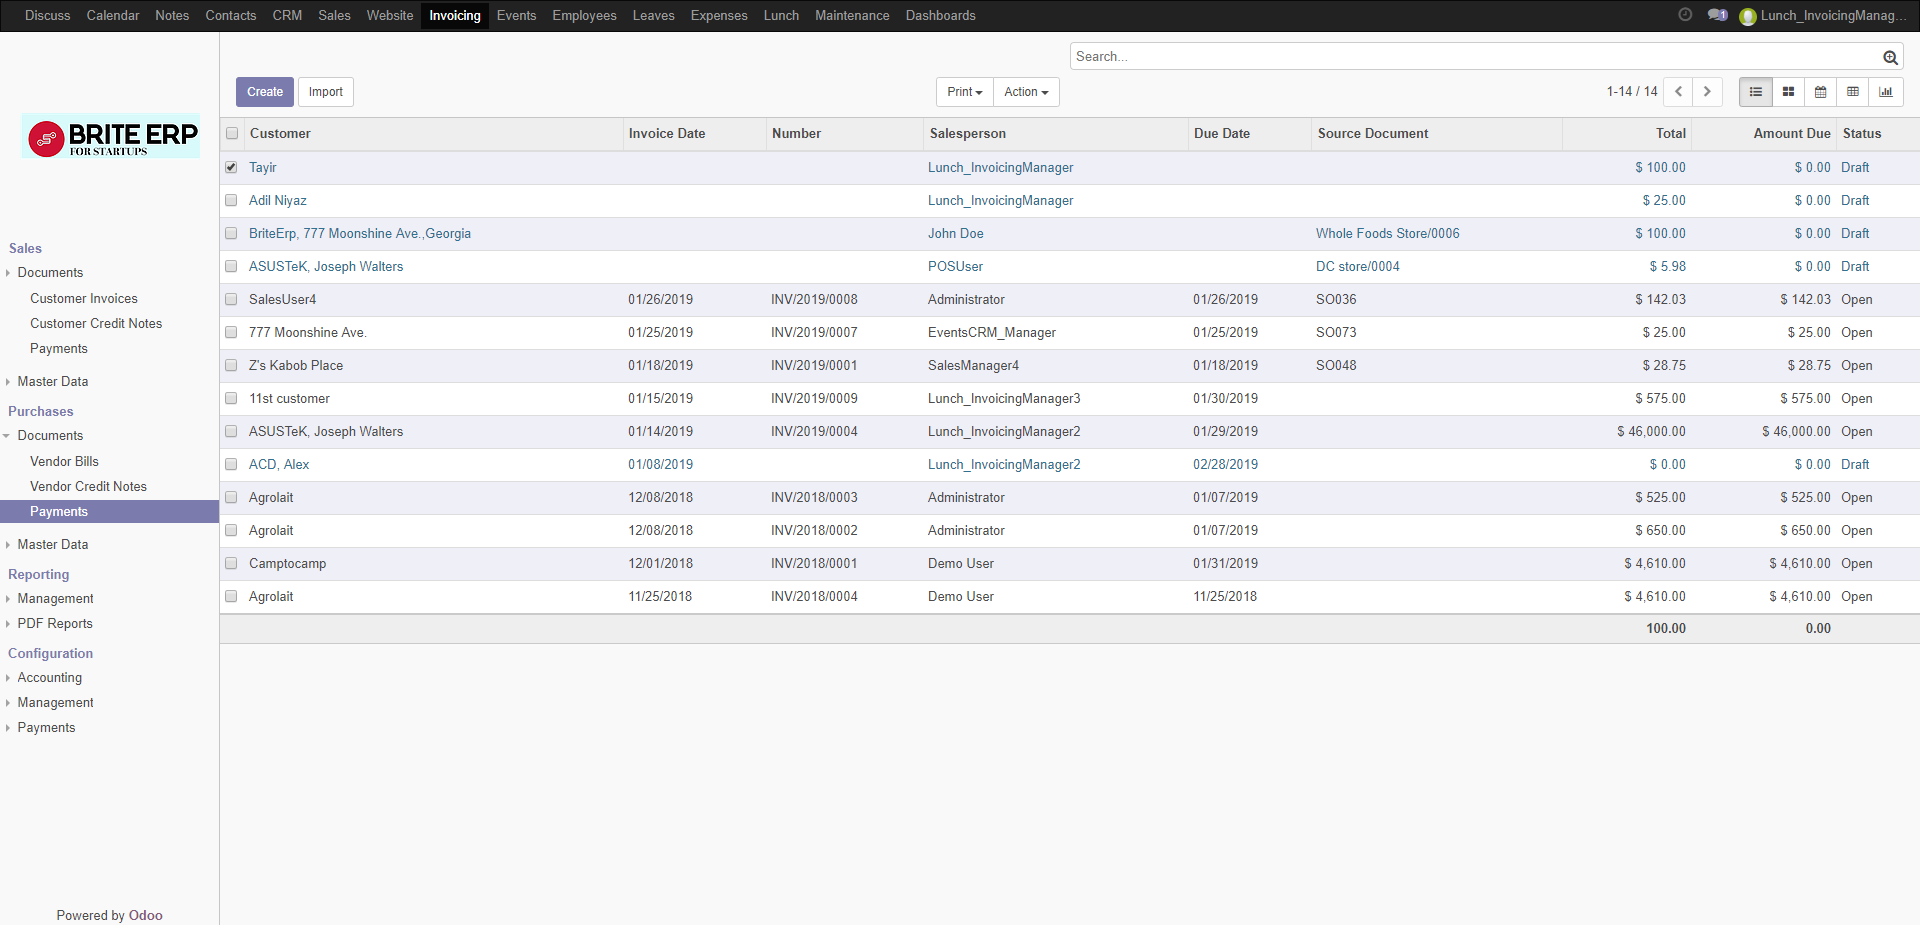 Discuss Calendar Notes Contacts CRM Sales Website Invoicing Events Employees Leaves Expenses Lunch Maintenance Dashboards 1 Lunch_InvoicingManag...
Search...
Create Import Print Action 1-14 / 14
BRITE ERP
FOR STARTUPS
Sales
Documents
Customer Invoices
Customer Credit Notes
Payments
Master Data
Purchases
Documents
Vendor Bills
Vendor Credit Notes
Payments
Master Data
Reporting
Management
PDF Reports
Configuration
Accounting
Management
Payments
Powered by Odoo
Customer Invoice Date Number Salesperson Due Date Source Document Total Amount Due Status
Tayir Lunch_InvoicingManager $ 100.00 $ 0.00 Draft
Adil Niyaz Lunch_InvoicingManager $ 25.00 $ 0.00 Draft
BriteErp, 777 Moonshine Ave.,Georgia John Doe Whole Foods Store/0006 $ 100.00 $ 0.00 Draft
ASUSTeK, Joseph Walters POSUser DC store/0004 $ 5.98 $ 0.00 Draft
SalesUser4 01/26/2019 INV/2019/0008 Administrator 01/26/2019 SO036 $ 142.03 $ 142.03 Open
777 Moonshine Ave. 01/25/2019 INV/2019/0007 EventsCRM_Manager 01/25/2019 SO073 $ 25.00 $ 25.00 Open
Z's Kabob Place 01/18/2019 INV/2019/0001 SalesManager4 01/18/2019 SO048 $ 28.75 $ 28.75 Open
11st customer 01/15/2019 INV/2019/0009 Lunch_InvoicingManager3 01/30/2019 $ 575.00 $ 575.00 Open
ASUSTeK, Joseph Walters 01/14/2019 INV/2019/0004 Lunch_InvoicingManager2 01/29/2019 $ 46,000.00 $ 46,000.00 Open
ACD, Alex 01/08/2019 Lunch_InvoicingManager2 02/28/2019 $ 0.00 $ 0.00 Draft
Agrolait 12/08/2018 INV/2018/0003 Administrator 01/07/2019 $ 525.00 $ 525.00 Open
Agrolait 12/08/2018 INV/2018/0002 Administrator 01/07/2019 $ 650.00 $ 650.00 Open
Camptocamp 12/01/2018 INV/2018/0001 Demo User 01/31/2019 $ 4,610.00 $ 4,610.00 Open
Agrolait 11/25/2018 INV/2018/0004 Demo User 11/25/2018 $ 4,610.00 $ 4,610.00 Open
100.00 0.00